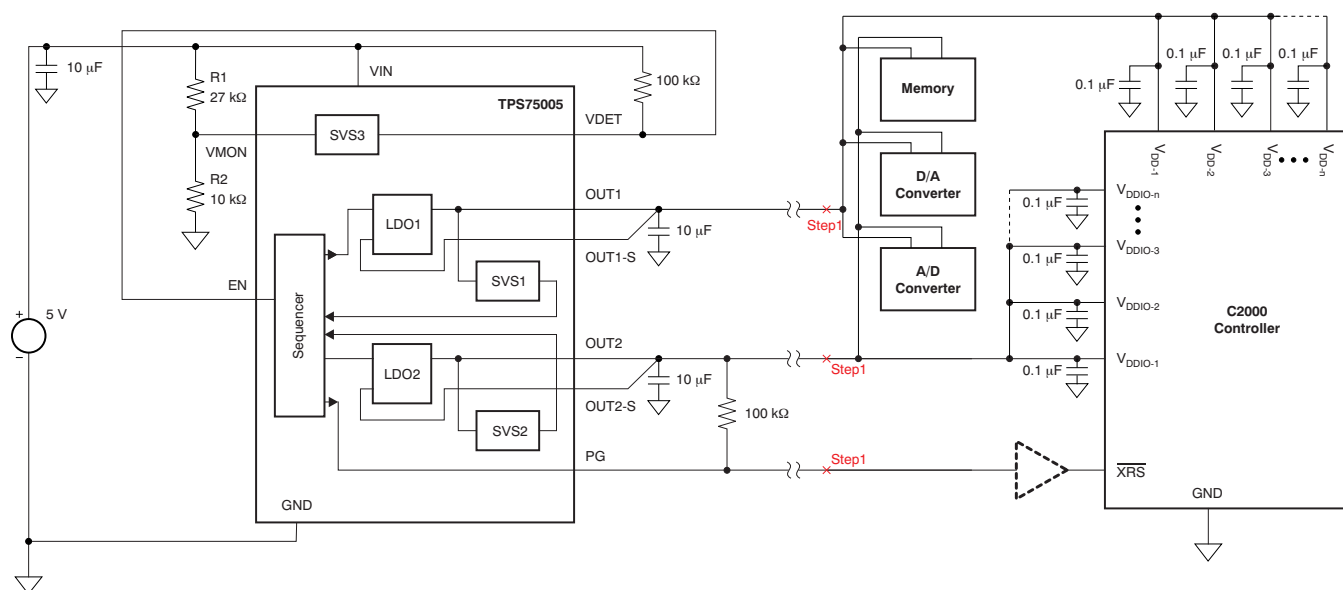 10 µF
R1
27 kΩ
VIN
100 kΩ
TPS75005
VDET
SVS3
VMON
R2
10 kΩ
OUT1
LDO1
10 µF
OUT1-S
SVS1
EN
Sequencer
5 V
+
−
OUT2
LDO2
10 µF
OUT2-S
SVS2
100 kΩ
PG
GND
Step1
Step1
Step1
Memory
D/A
Converter
A/D
Converter
0.1 µF
0.1 µF
0.1 µF
0.1 µF
VDD-1
VDD-2
VDD-3
VDD-n
VDDIO-n
0.1 µF
VDDIO-3
0.1 µF
VDDIO-2
0.1 µF
VDDIO-1
0.1 µF
C2000
Controller
XRS
GND